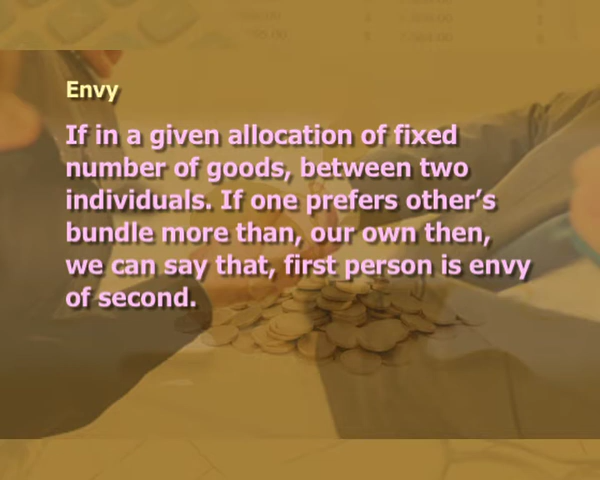 Envy
If in a given allocation of fixed
number of goods, between two
individuals. If one prefers other's
bundle more than, our own then,
we can say that, first person is envy
of second.